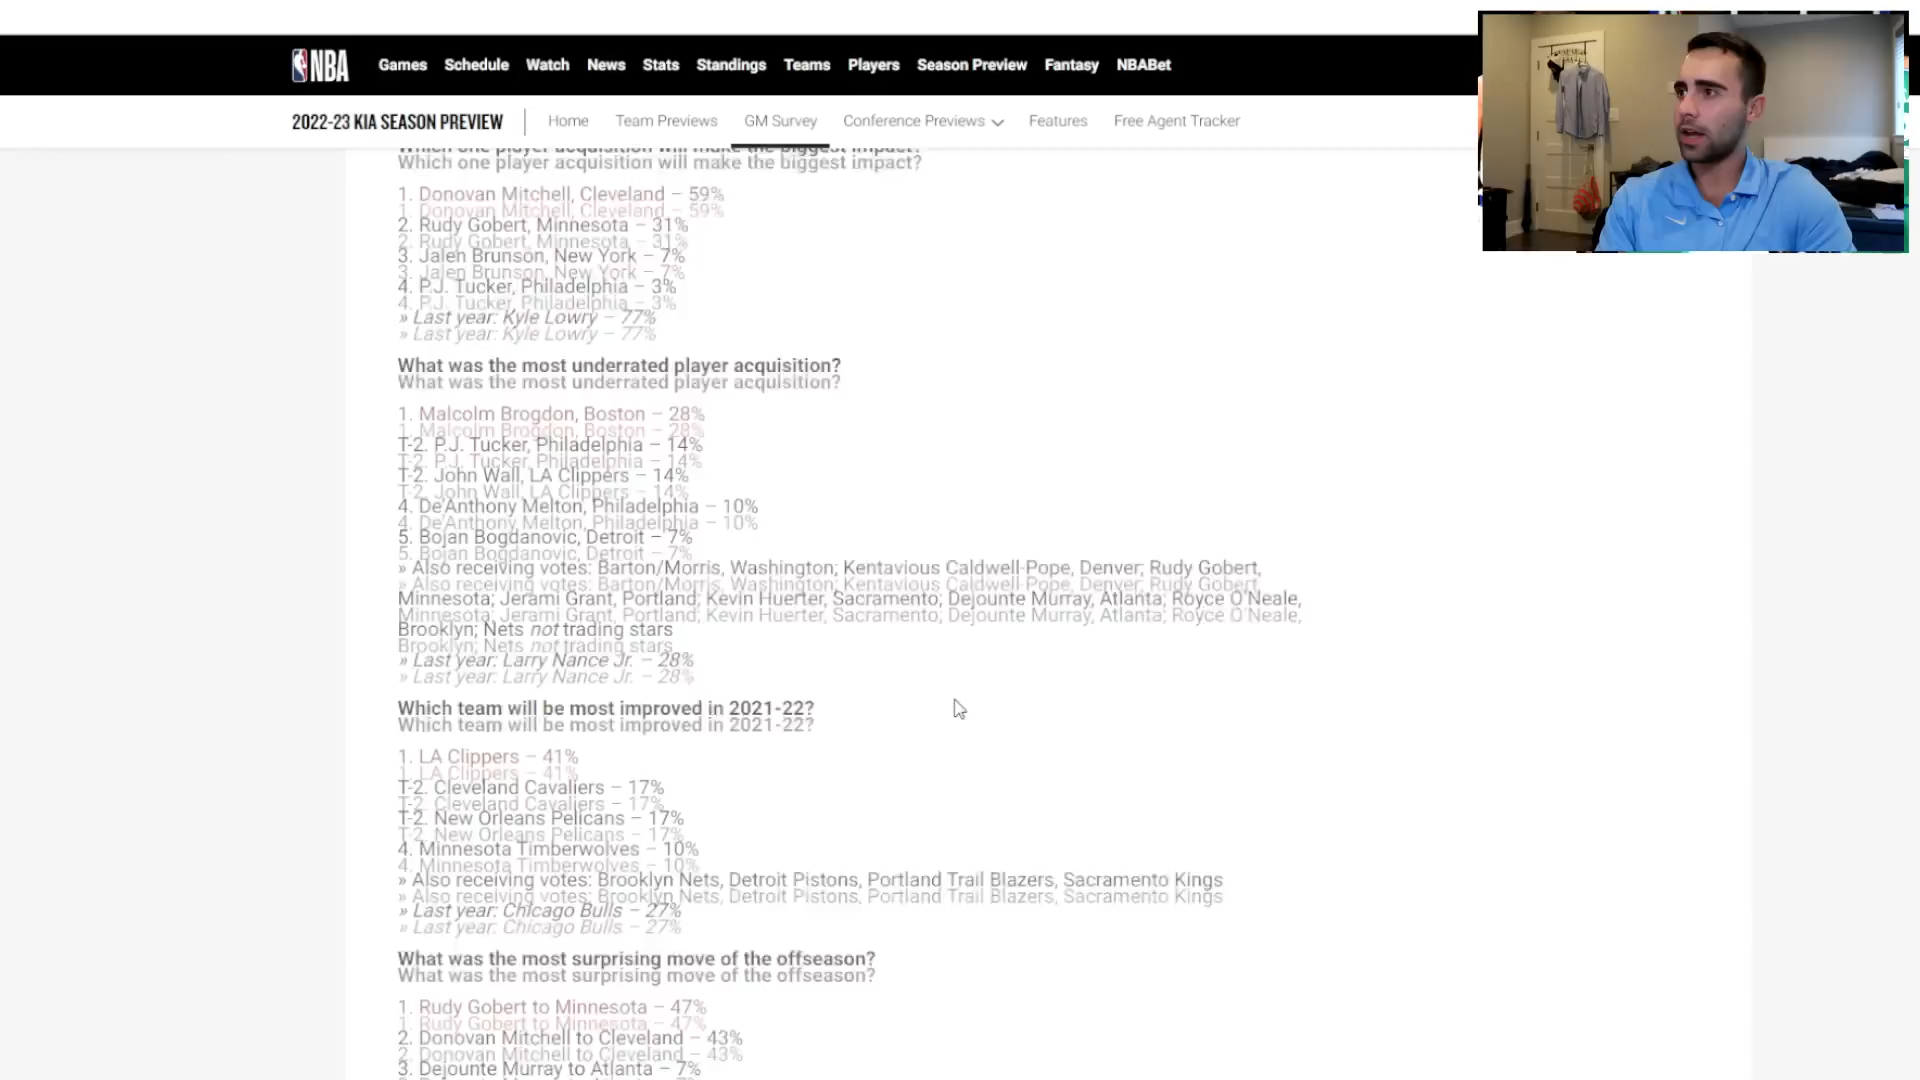 NBA
Games Schedule Watch News Stats Standings Teams Players Season Preview Fantasy NBABet
2022-23 KIA SEASON PREVIEW Home Team Previews GM Survey Conference Previews Features Free Agent Tracker
Which one player acquisition will make the biggest impact?
1. Donovan Mitchell, Cleveland – 59%
2. Rudy Gobert, Minnesota – 31%
3. Jalen Brunson, New York – 7%
4. P.J. Tucker, Philadelphia – 3%
» Last year: Kyle Lowry – 77%
What was the most underrated player acquisition?
1. Malcolm Brogdon, Boston – 28%
T-2. P.J. Tucker, Philadelphia – 14%
T-2. John Wall, LA Clippers – 14%
4. De'Anthony Melton, Philadelphia – 10%
5. Bojan Bogdanovic, Detroit – 7%
» Also receiving votes: Barton/Morris, Washington; Kentavious Caldwell-Pope, Denver; Rudy Gobert,
Minnesota; Jerami Grant, Portland; Kevin Huerter, Sacramento; Dejounte Murray, Atlanta; Royce O'Neale,
Brooklyn; Nets not trading stars
» Last year: Larry Nance Jr. – 28%
Which team will be most improved in 2021-22?
1. LA Clippers – 41%
T-2. Cleveland Cavaliers – 17%
T-2. New Orleans Pelicans – 17%
4. Minnesota Timberwolves – 10%
» Also receiving votes: Brooklyn Nets, Detroit Pistons, Portland Trail Blazers, Sacramento Kings
» Last year: Chicago Bulls – 27%
What was the most surprising move of the offseason?
1. Rudy Gobert to Minnesota – 47%
2. Donovan Mitchell to Cleveland – 43%
3. Dejounte Murray to Atlanta – 7%